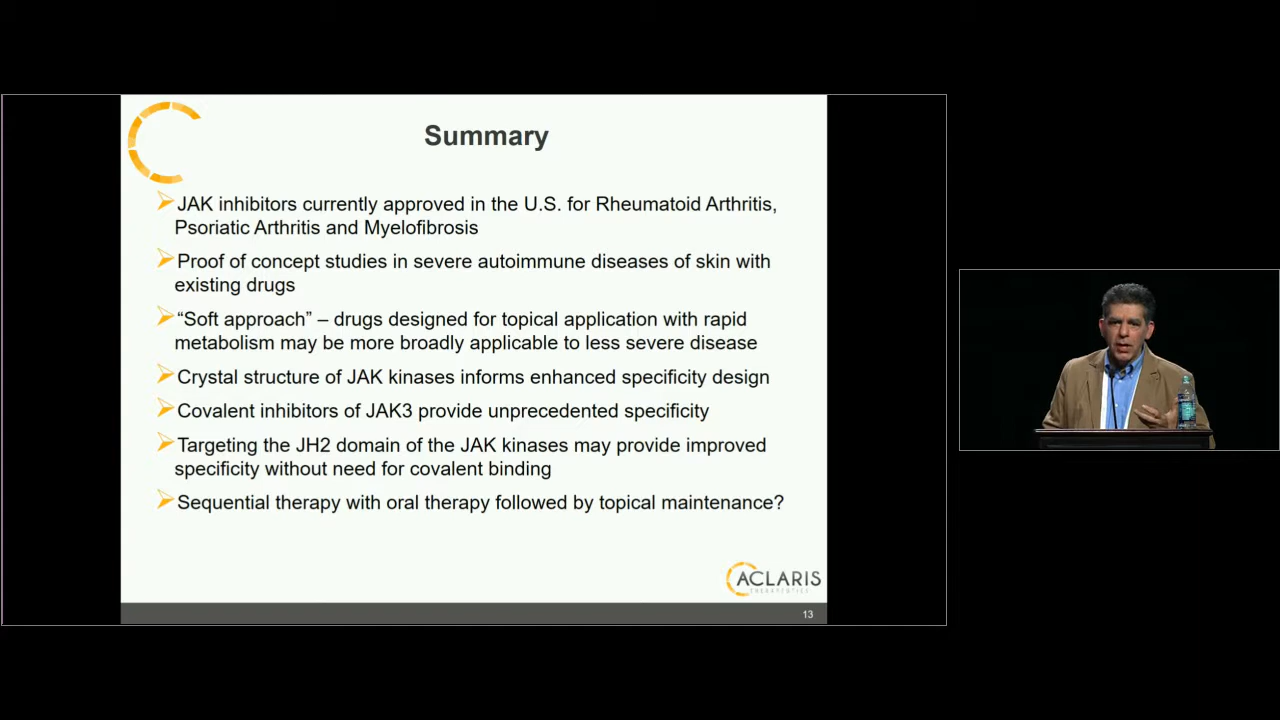 Summary
JAK inhibitors currently approved in the U.S. for Rheumatoid Arthritis,
Psoriatic Arthritis and Myelofibrosis
Proof of concept studies in severe autoimmune diseases of skin with
existing drugs
“Soft approach” – drugs designed for topical application with rapid
metabolism may be more broadly applicable to less severe disease
Crystal structure of JAK kinases informs enhanced specificity design
Covalent inhibitors of JAK3 provide unprecedented specificity
Targeting the JH2 domain of the JAK kinases may provide improved
specificity without need for covalent binding
Sequential therapy with oral therapy followed by topical maintenance?
ACLARIS
THERAPEUTICS
13